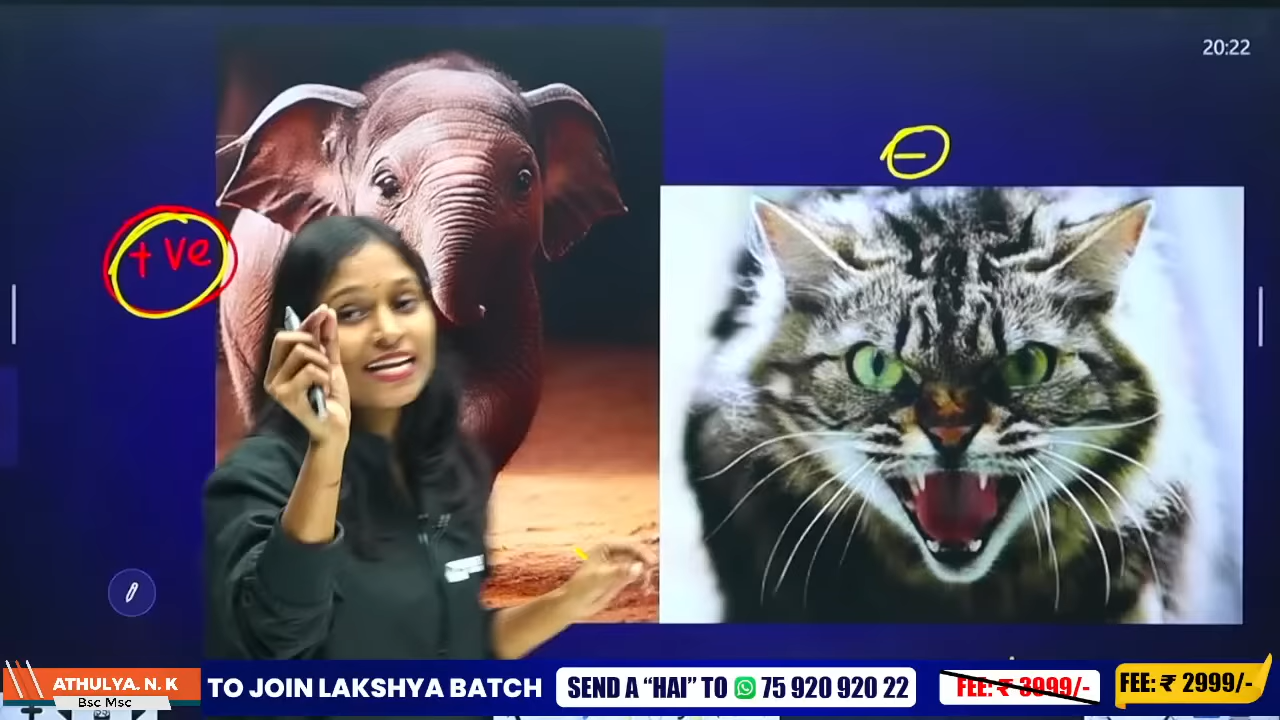 20:22
−
+ve
ATHULYA. N. K
Bsc Msc
TO JOIN LAKSHYA BATCH
SEND A “HAI” TO 75 920 920 22
FEE: ₹ 3999/-
FEE: ₹ 2999/-